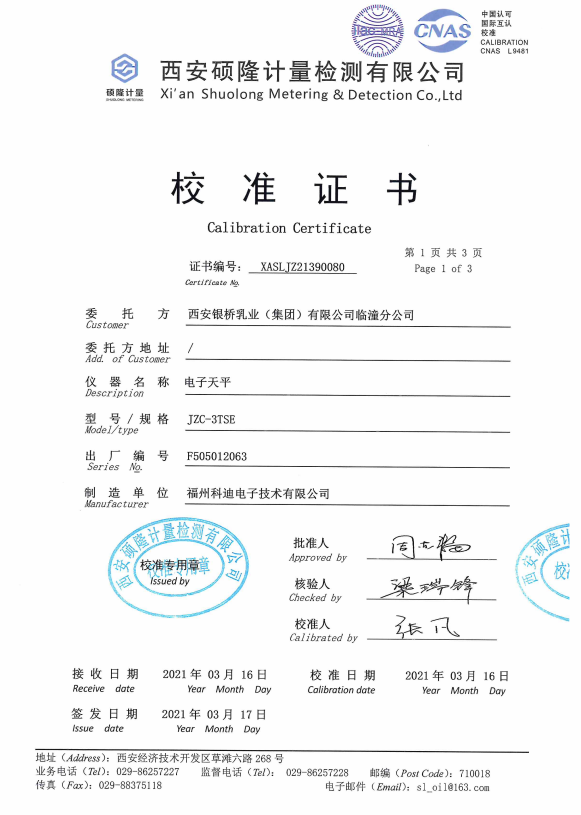 ILAC-MRA
CNAS
中国认可
国际互认
校准
CALIBRATION
CNAS L9481
硕隆计量
SHUOLONG METERING
西安硕隆计量检测有限公司
Xi'an Shuolong Metering & Detection Co.,Ltd
校准证书
Calibration Certificate
第 1 页 共 3 页
Page 1 of 3
证书编号： XASLJZ21390080
Certificate No.
委托方 西安银桥乳业（集团）有限公司临潼分公司
Customer
委托方地址 /
Add. of Customer
仪器名称 电子天平
Description
型号/规格 JZC-3TSE
Model/type
出厂编号 F505012063
Series No.
制造单位 福州科迪电子技术有限公司
Manufacturer
西安硕隆计量检测有限公司
校准专用章
校准专用章
Issued by
批准人
Approved by
核验人 梁
Checked by
校准人 张凡
Calibrated by
西安硕隆计
校
接收日期 2021 年 03 月 16 日
Receive date Year Month Day
校准日期 2021 年 03 月 16 日
Calibration date Year Month Day
签发日期 2021 年 03 月 17 日
Issue date Year Month Day
地址（Address）：西安经济技术开发区草滩六路 268 号
业务电话（Tel）：029-86257227 监督电话（Tel）： 029-86257228 邮编（Post Code）：710018
传真（Fax）：029-88375118 电子邮件（Email）：sl_oil@163.com